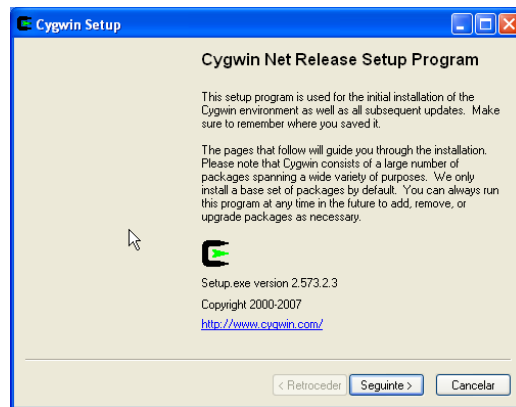 Cygwin Setup
Cygwin Net Release Setup Program
This setup program is used for the initial installation of the
Cygwin environment as well as all subsequent updates. Make
sure to remember where you saved it.
The pages that follow will guide you through the installation.
Please note that Cygwin consists of a large number of
packages spanning a wide variety of purposes. We only
install a base set of packages by default. You can always run
this program at any time in the future to add, remove, or
upgrade packages as necessary.
Setup.exe version 2.573.2.3
Copyright 2000-2007
http://www.cygwin.com/
< Retroceder Seguinte > Cancelar